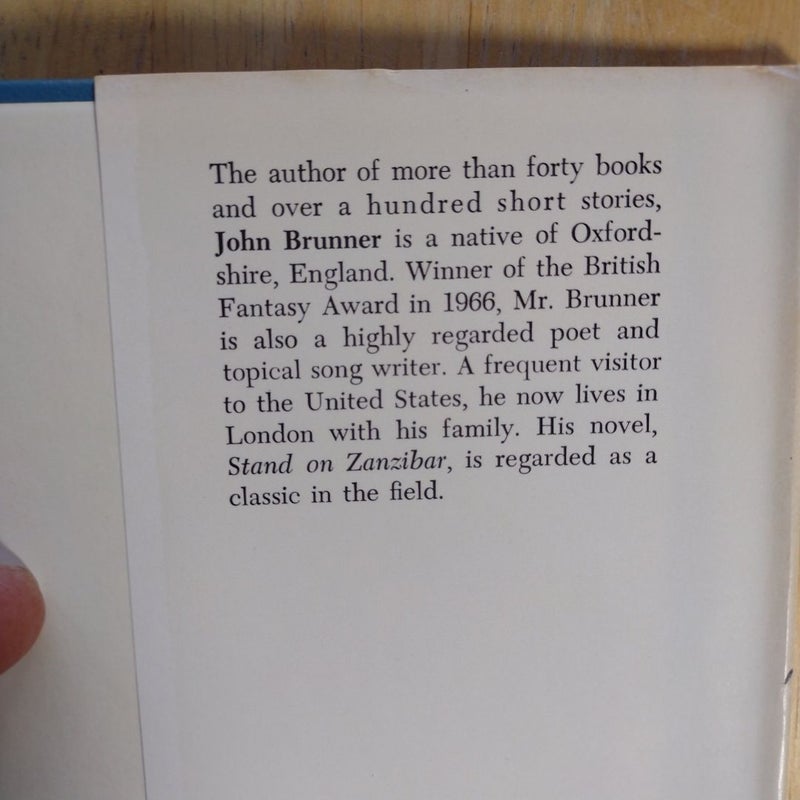 The author of more than forty books
and over a hundred short stories,
John Brunner is a native of Oxford-
shire, England. Winner of the British
Fantasy Award in 1966, Mr. Brunner
is also a highly regarded poet and
topical song writer. A frequent visitor
to the United States, he now lives in
London with his family. His novel,
Stand on Zanzibar, is regarded as a
classic in the field.